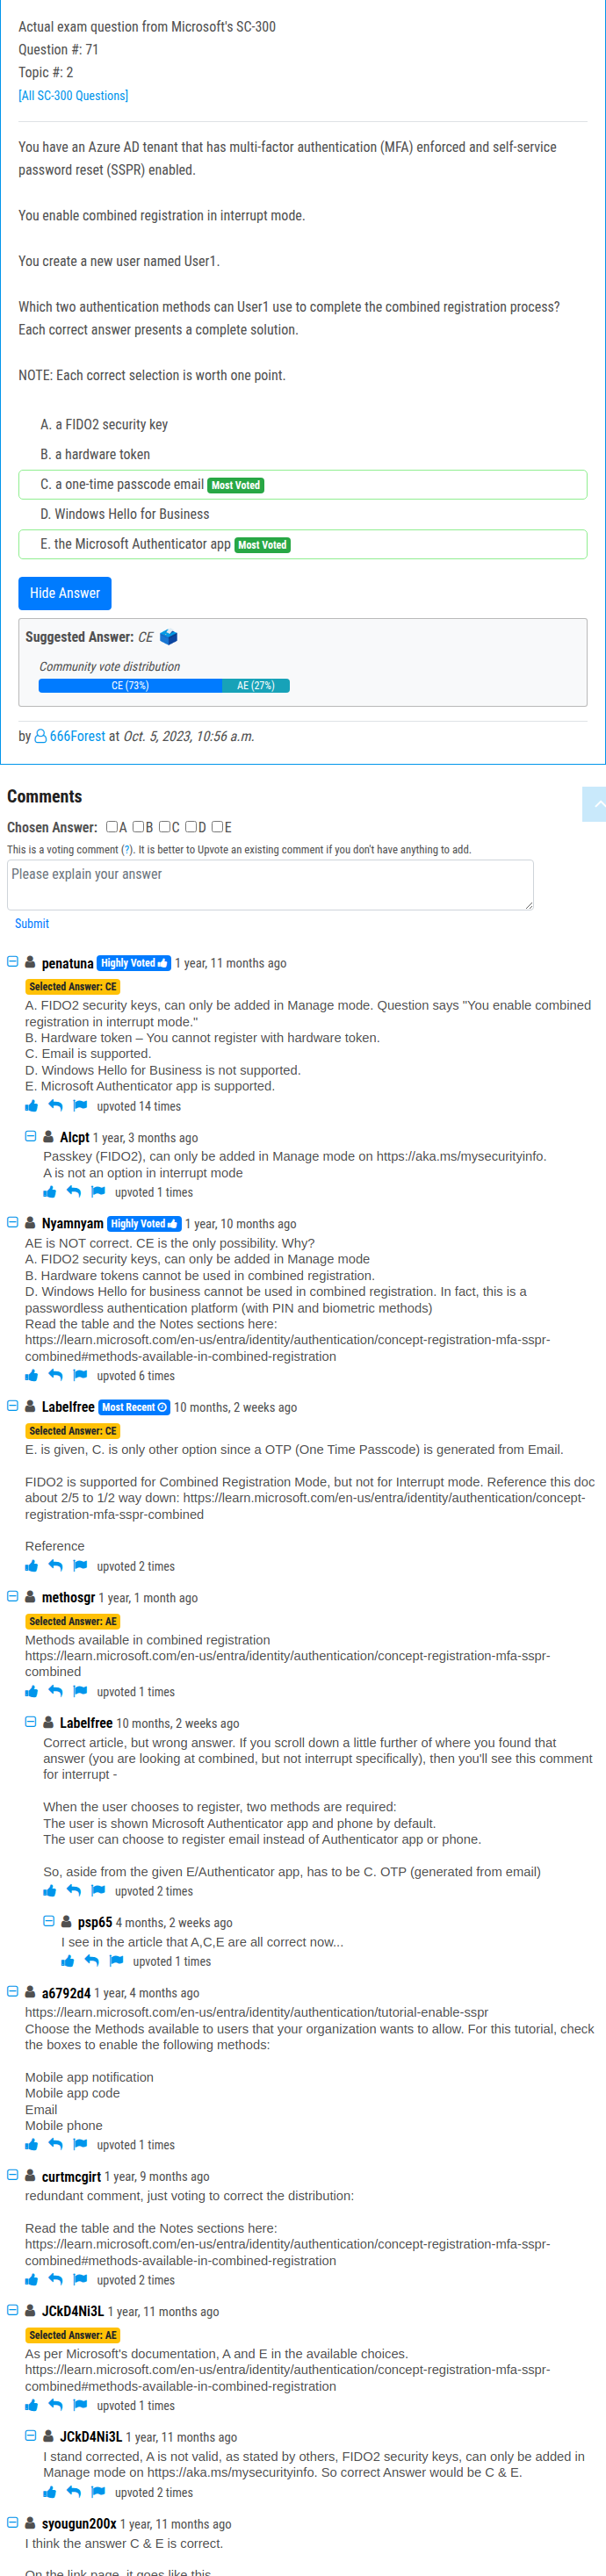 Actual exam question from Microsoft's SC-300
Question #: 71
Topic #: 2
[All SC-300 Questions]
You have an Azure AD tenant that has multi-factor authentication (MFA) enforced and self-service
password reset (SSPR) enabled.
You enable combined registration in interrupt mode.
You create a new user named User1.
Which two authentication methods can User1 use to complete the combined registration process?
Each correct answer presents a complete solution.
NOTE: Each correct selection is worth one point.
A. a FIDO2 security key
B. a hardware token
C. a one-time passcode email Most Voted
D. Windows Hello for Business
E. the Microsoft Authenticator app Most Voted
Hide Answer
Suggested Answer: CE
Community vote distribution
CE (73%) AE (27%)
by 666Forest at Oct. 5, 2023, 10:56 a.m.
Comments
Chosen Answer: A B C D E
This is a voting comment (?). It is better to Upvote an existing comment if you don't have anything to add.
Please explain your answer
Submit
penatuna Highly Voted 1 year, 11 months ago
Selected Answer: CE
A. FIDO2 security keys, can only be added in Manage mode. Question says "You enable combined
registration in interrupt mode."
B. Hardware token – You cannot register with hardware token.
C. Email is supported.
D. Windows Hello for Business is not supported.
E. Microsoft Authenticator app is supported.
upvoted 14 times
Alcpt 1 year, 3 months ago
Passkey (FIDO2), can only be added in Manage mode on https://aka.ms/mysecurityinfo.
A is not an option in interrupt mode
upvoted 1 times
Nyamnyam Highly Voted 1 year, 10 months ago
AE is NOT correct. CE is the only possibility. Why?
A. FIDO2 security keys, can only be added in Manage mode
B. Hardware tokens cannot be used in combined registration.
D. Windows Hello for business cannot be used in combined registration. In fact, this is a
passwordless authentication platform (with PIN and biometric methods)
Read the table and the Notes sections here:
https://learn.microsoft.com/en-us/entra/identity/authentication/concept-registration-mfa-sspr-
combined#methods-available-in-combined-registration
upvoted 6 times
Labelfree Most Recent 10 months, 2 weeks ago
Selected Answer: CE
E. is given, C. is only other option since a OTP (One Time Passcode) is generated from Email.
FIDO2 is supported for Combined Registration Mode, but not for Interrupt mode. Reference this doc
about 2/5 to 1/2 way down: https://learn.microsoft.com/en-us/entra/identity/authentication/concept-
registration-mfa-sspr-combined
Reference
upvoted 2 times
methosgr 1 year, 1 month ago
Selected Answer: AE
Methods available in combined registration
https://learn.microsoft.com/en-us/entra/identity/authentication/concept-registration-mfa-sspr-
combined
upvoted 1 times
Labelfree 10 months, 2 weeks ago
Correct article, but wrong answer. If you scroll down a little further of where you found that
answer (you are looking at combined, but not interrupt specifically), then you'll see this comment
for interrupt -
When the user chooses to register, two methods are required:
The user is shown Microsoft Authenticator app and phone by default.
The user can choose to register email instead of Authenticator app or phone.
So, aside from the given E/Authenticator app, has to be C. OTP (generated from email)
upvoted 2 times
psp65 4 months, 2 weeks ago
I see in the article that A,C,E are all correct now...
upvoted 1 times
a6792d4 1 year, 4 months ago
https://learn.microsoft.com/en-us/entra/identity/authentication/tutorial-enable-sspr
Choose the Methods available to users that your organization wants to allow. For this tutorial, check
the boxes to enable the following methods:
Mobile app notification
Mobile app code
Email
Mobile phone
upvoted 1 times
curtmcgirt 1 year, 9 months ago
redundant comment, just voting to correct the distribution:
Read the table and the Notes sections here:
https://learn.microsoft.com/en-us/entra/identity/authentication/concept-registration-mfa-sspr-
combined#methods-available-in-combined-registration
upvoted 2 times
JCkD4Ni3L 1 year, 11 months ago
Selected Answer: AE
As per Microsoft's documentation, A and E in the available choices.
https://learn.microsoft.com/en-us/entra/identity/authentication/concept-registration-mfa-sspr-
combined#methods-available-in-combined-registration
upvoted 1 times
JCkD4Ni3L 1 year, 11 months ago
I stand corrected, A is not valid, as stated by others, FIDO2 security keys, can only be added in
Manage mode on https://aka.ms/mysecurityinfo. So correct Answer would be C & E.
upvoted 2 times
syougun200x 1 year, 11 months ago
I think the answer C & E is correct.
On the link page, it goes like this